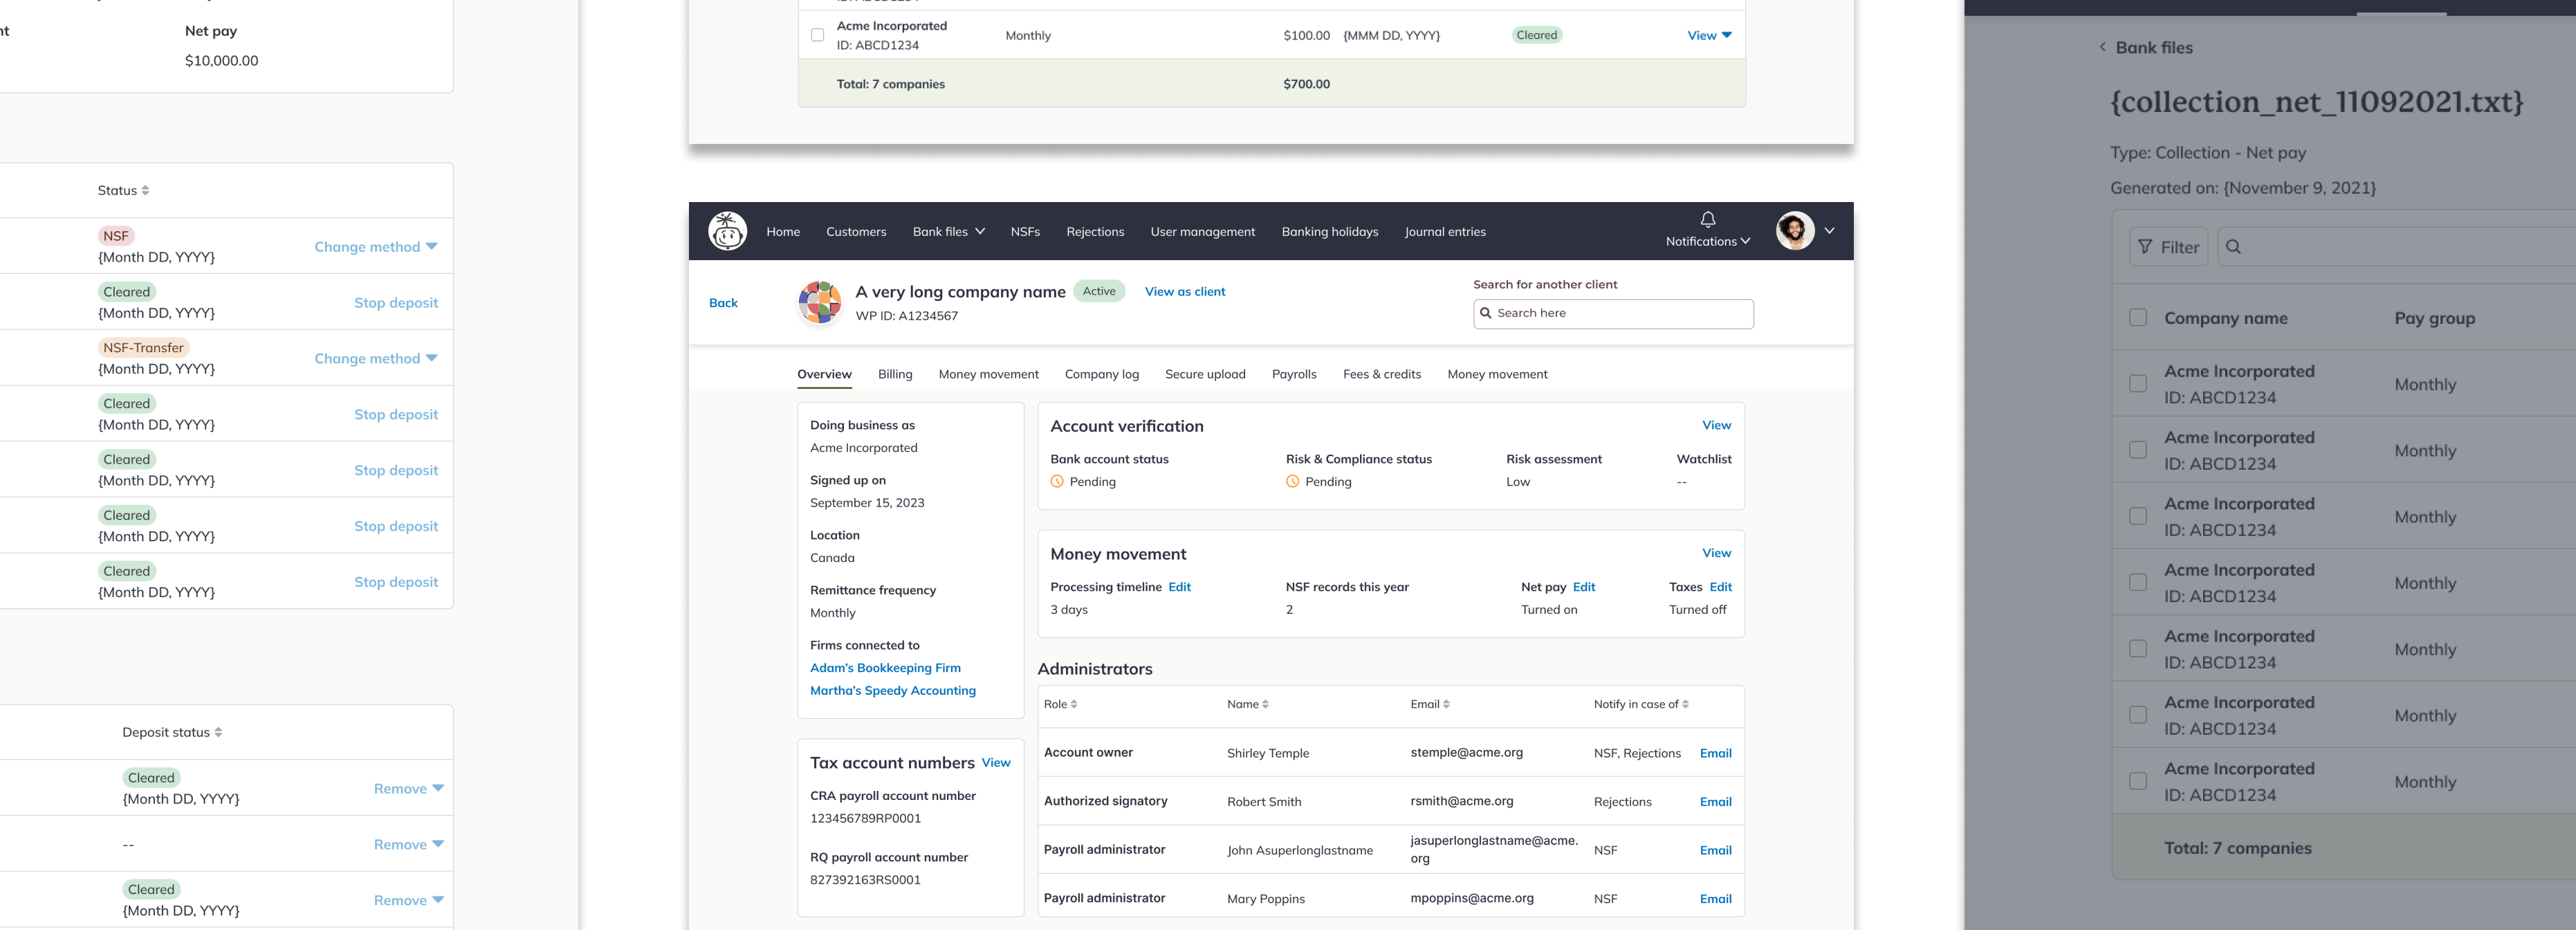 Net pay
$10,000.00
Status
NSF
{Month DD, YYYY}
Change method
Cleared
{Month DD, YYYY}
Stop deposit
NSF-Transfer
{Month DD, YYYY}
Change method
Cleared
{Month DD, YYYY}
Stop deposit
Cleared
{Month DD, YYYY}
Stop deposit
Cleared
{Month DD, YYYY}
Stop deposit
Cleared
{Month DD, YYYY}
Stop deposit
Deposit status
Cleared
{Month DD, YYYY}
Remove
--
Remove
Cleared
{Month DD, YYYY}
Remove
Acme Incorporated
ID: ABCD1234
Monthly
$100.00
{MMM DD, YYYY}
Cleared
View
Total: 7 companies
$700.00
Home
Customers
Bank files
NSFs
Rejections
User management
Banking holidays
Journal entries
Notifications
Back
A very long company name
Active
View as client
WP ID: A1234567
Search for another client
Search here
Overview
Billing
Money movement
Company log
Secure upload
Payrolls
Fees & credits
Money movement
Doing business as
Acme Incorporated
Signed up on
September 15, 2023
Location
Canada
Remittance frequency
Monthly
Firms connected to
Adam's Bookkeeping Firm
Martha's Speedy Accounting
Tax account numbers
View
CRA payroll account number
123456789RP0001
RQ payroll account number
827392163RS0001
Account verification
View
Bank account status
Pending
Risk & Compliance status
Pending
Risk assessment
Low
Watchlist
--
Money movement
View
Processing timeline
Edit
3 days
NSF records this year
2
Net pay
Edit
Turned on
Taxes
Edit
Turned off
Administrators
Role
Name
Email
Notify in case of
Account owner
Shirley Temple
stemple@acme.org
NSF, Rejections
Email
Authorized signatory
Robert Smith
rsmith@acme.org
Rejections
Email
Payroll administrator
John Asuperlonglastname
jasuperlonglastname@acme.
org
NSF
Email
Payroll administrator
Mary Poppins
mpoppins@acme.org
NSF
Email
Bank files
{collection_net_11092021.txt}
Type: Collection - Net pay
Generated on: {November 9, 2021}
Filter
Company name
Pay group
Acme Incorporated
ID: ABCD1234
Monthly
Acme Incorporated
ID: ABCD1234
Monthly
Acme Incorporated
ID: ABCD1234
Monthly
Acme Incorporated
ID: ABCD1234
Monthly
Acme Incorporated
ID: ABCD1234
Monthly
Acme Incorporated
ID: ABCD1234
Monthly
Acme Incorporated
ID: ABCD1234
Monthly
Total: 7 companies